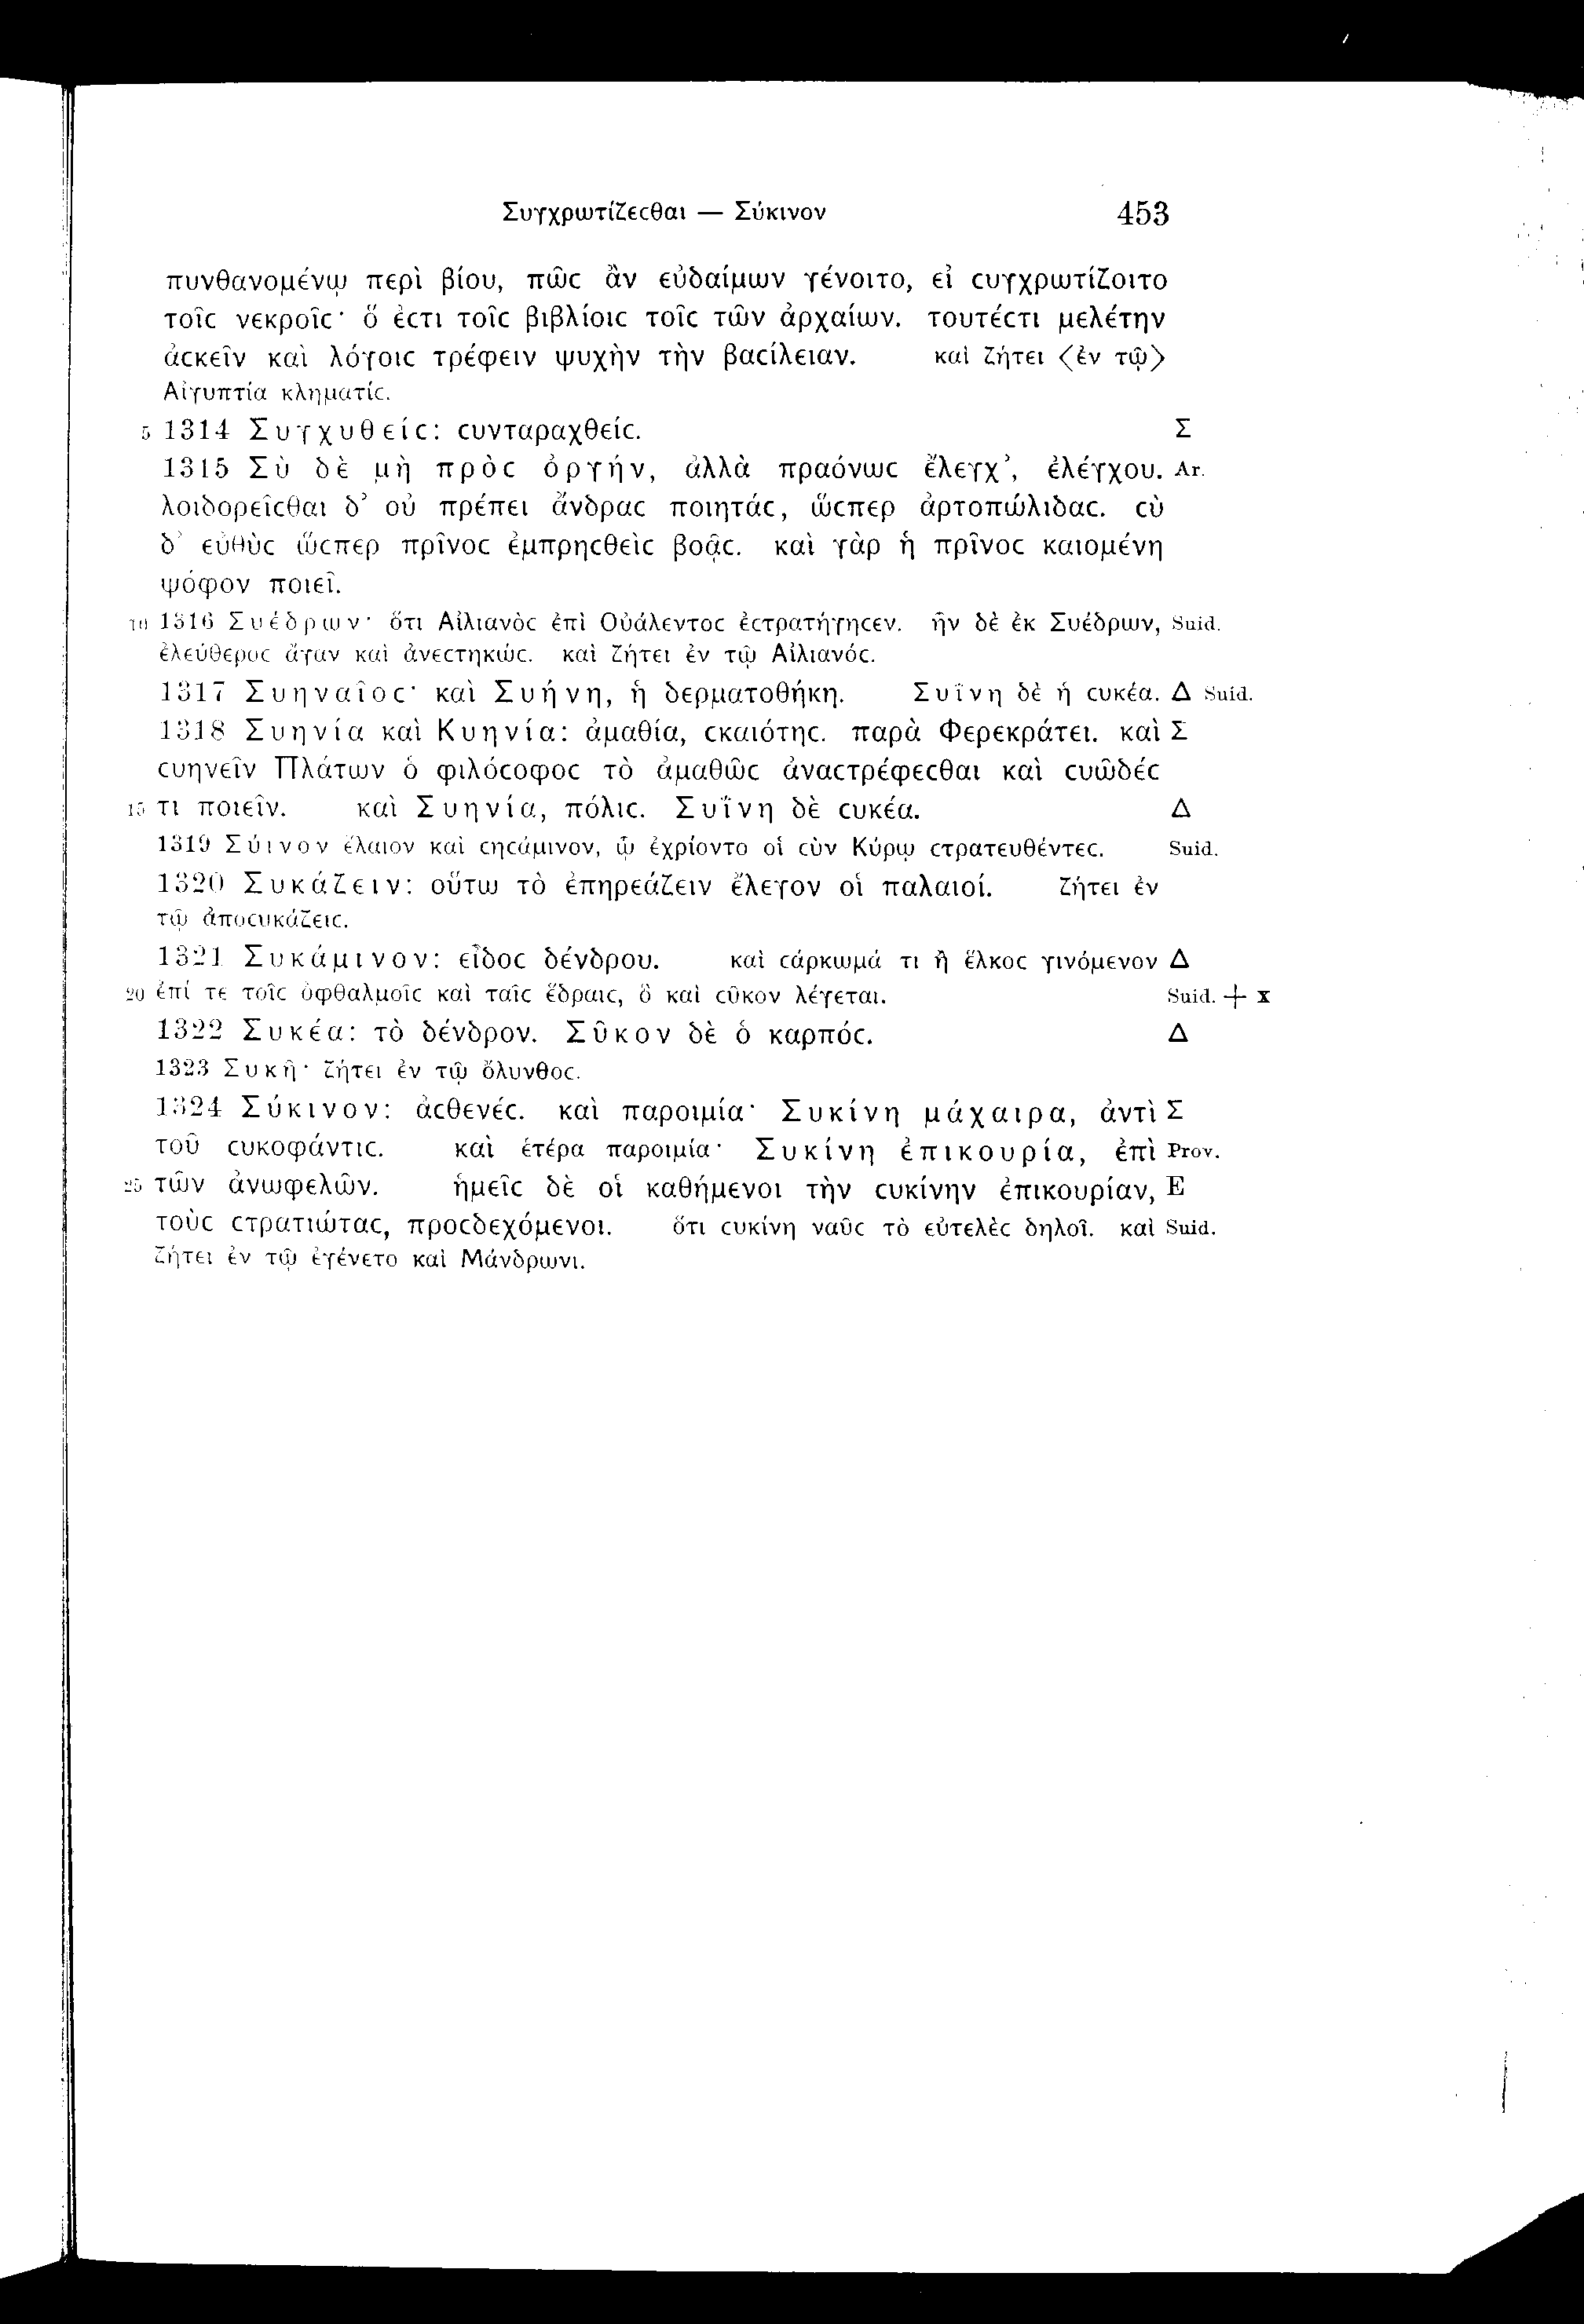 Συγχρωτίζεϲθαι — Ϲύκινον 453
πυνθανομένῳ περὶ βίου, πῶϲ ἂν εὐδαίμων γένοιτο, εἰ ϲυγχρωτίζοιτο
τοῖϲ νεκροῖϲ· ὅ ἐϲτι τοῖϲ βιβλίοιϲ τοῖϲ τῶν ἀρχαίων. τουτέϲτι μελέτην
ἀϲκεῖν καὶ λόγοιϲ τρέφειν ψυχὴν τὴν βαϲίλειαν. καὶ ζήτει ⟨ἐν τῷ⟩
Αἰγυπτία κληματίϲ.
5 1314 Συγχυθείϲ: ϲυνταραχθείϲ. Σ
1315 Σὺ δὲ μὴ πρὸϲ ὀργήν, ἀλλὰ πραόνωϲ ἔλεγχ’, ἐλέγχου. Ar.
λοιδορεῖϲθαι δ’ οὐ πρέπει ἄνδραϲ ποιητάϲ, ὥϲπερ ἀρτοπώλιδαϲ. ϲὺ
δ’ εὐθὺϲ ὥϲπερ πρῖνοϲ ἐμπρηϲθεὶϲ βοᾷϲ. καὶ γὰρ ἡ πρῖνοϲ καιομένη
ψόφον ποιεῖ.
10 1316 Συέδρων· ὅτι Αἰλιανὸϲ ἐπὶ Οὐάλεντοϲ ἐϲτρατήγηϲεν. ἦν δὲ ἐκ Συέδρων, Suid.
ἐλεύθεροϲ ἄγαν καὶ ἀνεϲτηκώϲ. καὶ ζήτει ἐν τῷ Αἰλιανόϲ.
1317 Συηναῖοϲ· καὶ Συήνη, ἡ δερματοθήκη. Συΐνη δὲ ἡ ϲυκέα. Δ Suid.
1318 Συηνία καὶ Κυηνία: ἀμαθία, ϲκαιότηϲ. παρὰ Φερεκράτει. καὶ Σ
ϲυηνεῖν Πλάτων ὁ φιλόϲοφοϲ τὸ ἀμαθῶϲ ἀναϲτρέφεϲθαι καὶ ϲυῶδέϲ
15 τι ποιεῖν. καὶ Συηνία, πόλιϲ. Συΐνη δὲ ϲυκέα. Δ
1319 Σύινον ἔλαιον καὶ ϲηϲάμινον, ᾧ ἐχρίοντο οἱ ϲὺν Κύρῳ ϲτρατευθέντεϲ. Suid.
1320 Συκάζειν: οὕτω τὸ ἐπηρεάζειν ἔλεγον οἱ παλαιοί. ζήτει ἐν
τῷ ἀποϲυκάζειϲ.
1321 Συκάμινον: εἶδοϲ δένδρου. καὶ ϲάρκωμά τι ἢ ἕλκοϲ γινόμενον Δ
20 ἐπί τε τοῖϲ ὀφθαλμοῖϲ καὶ ταῖϲ ἕδραιϲ, ὃ καὶ ϲῦκον λέγεται. Suid. + x
1322 Συκέα: τὸ δένδρον. Σῦκον δὲ ὁ καρπόϲ. Δ
1323 Συκῆ· ζήτει ἐν τῷ ὄλυνθοϲ.
1324 Σύκινον: ἀϲθενέϲ. καὶ παροιμία· Συκίνη μάχαιρα, ἀντὶ Σ
τοῦ ϲυκοφάντιϲ. καὶ ἑτέρα παροιμία· Συκίνη ἐπικουρία, ἐπὶ Prov.
25 τῶν ἀνωφελῶν. ἡμεῖϲ δὲ οἱ καθήμενοι τὴν ϲυκίνην ἐπικουρίαν, E
τοὺϲ ϲτρατιώταϲ, προϲδεχόμενοι. ὅτι ϲυκίνη ναῦϲ τὸ εὐτελὲϲ δηλοῖ. καὶ Suid.
ζήτει ἐν τῷ ἐγένετο καὶ Μάνδρωνι.